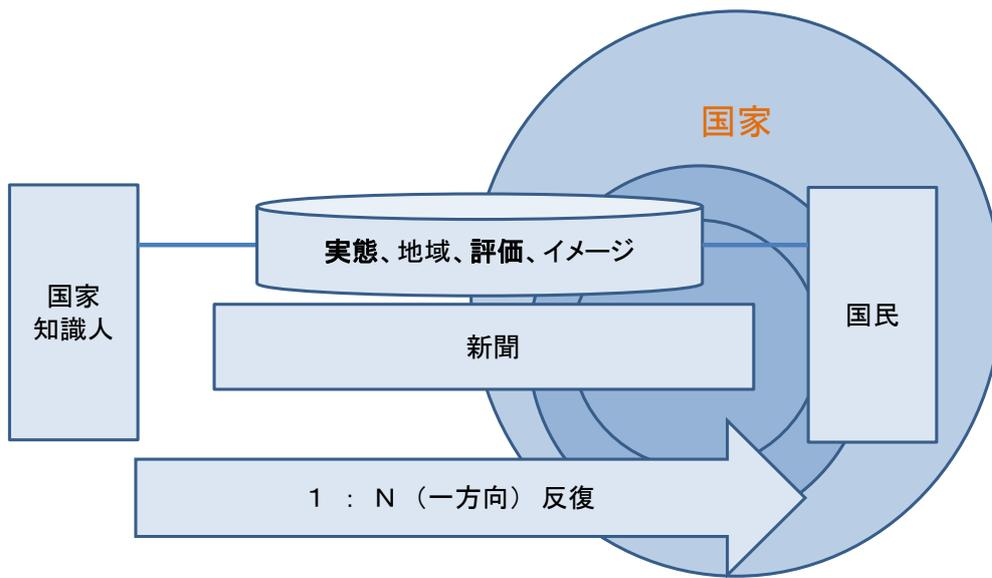 国家
国家
知識人
実態、地域、評価、イメージ
新聞
国民
１ ： Ｎ （一方向） 反復